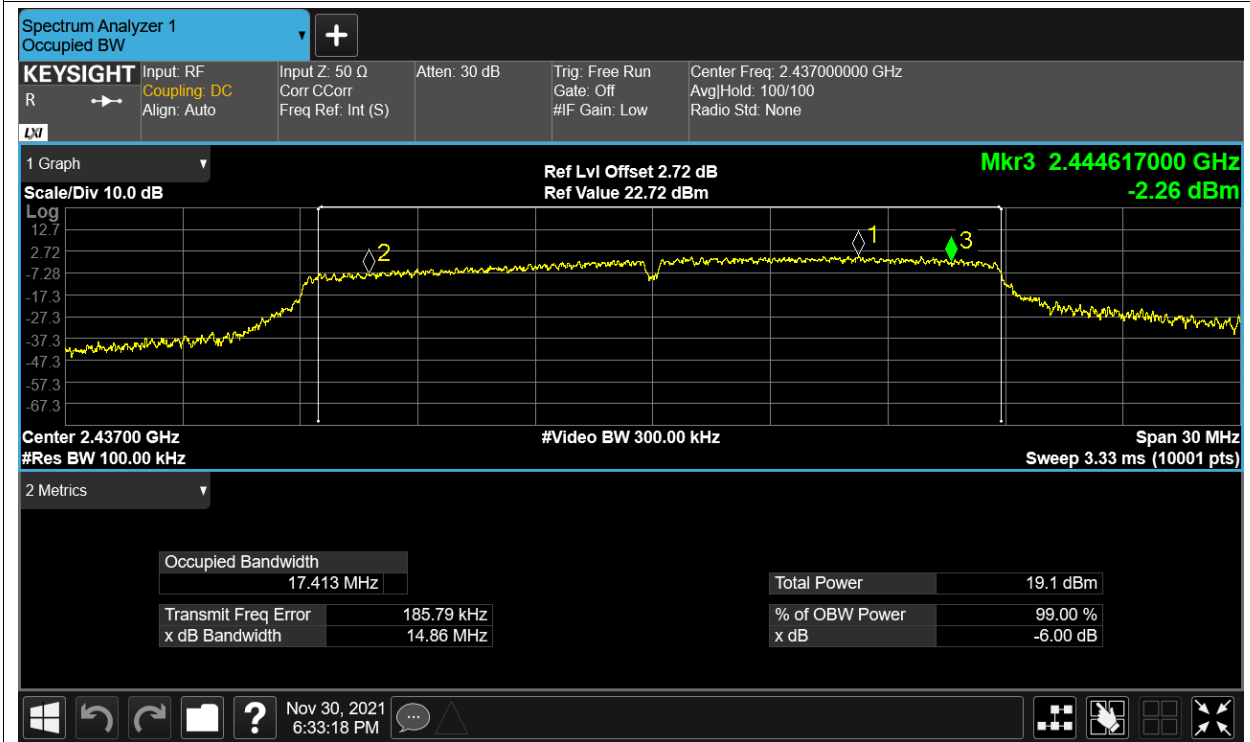 Spectrum Analyzer 1
Occupied BW
KEYSIGHT
R
LXI
Input: RF
Coupling: DC
Align: Auto
Input Z: 50 Ω
Corr CCorr
Freq Ref: Int (S)
Atten: 30 dB
Trig: Free Run
Gate: Off
#IF Gain: Low
Center Freq: 2.437000000 GHz
Avg|Hold: 100/100
Radio Std: None
1 Graph
Scale/Div 10.0 dB
Ref Lvl Offset 2.72 dB
Ref Value 22.72 dBm
Mkr3 2.444617000 GHz
-2.26 dBm
Log
12.7
2.72
-7.28
-17.3
-27.3
-37.3
-47.3
-57.3
-67.3
2
1
3
Center 2.43700 GHz
#Video BW 300.00 kHz
Span 30 MHz
#Res BW 100.00 kHz
Sweep 3.33 ms (10001 pts)
2 Metrics
Occupied Bandwidth
17.413 MHz
Total Power 19.1 dBm
Transmit Freq Error 185.79 kHz
% of OBW Power 99.00 %
x dB Bandwidth 14.86 MHz
x dB -6.00 dB
?
Nov 30, 2021
6:33:18 PM